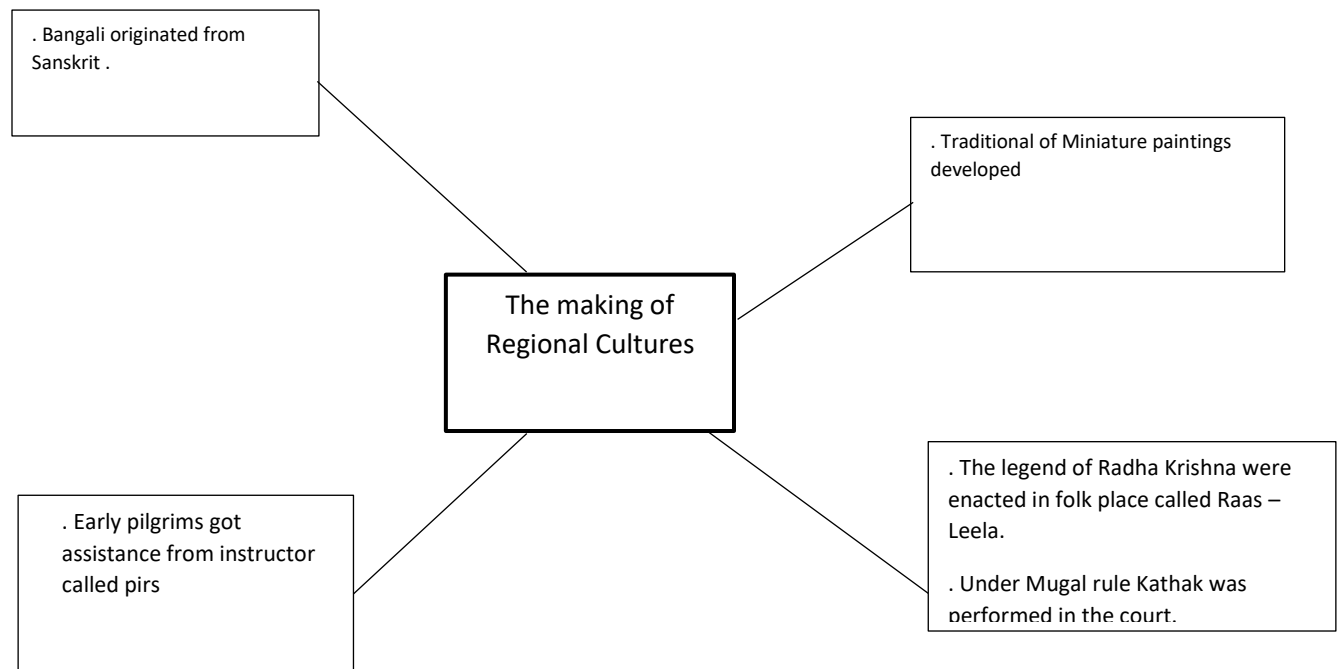 . Bangali originated from
Sanskrit .
. Traditional of Miniature paintings
developed
The making of
Regional Cultures
. The legend of Radha Krishna were
enacted in folk place called Raas –
Leela.
. Under Mugal rule Kathak was
performed in the court.
. Early pilgrims got
assistance from instructor
called pirs